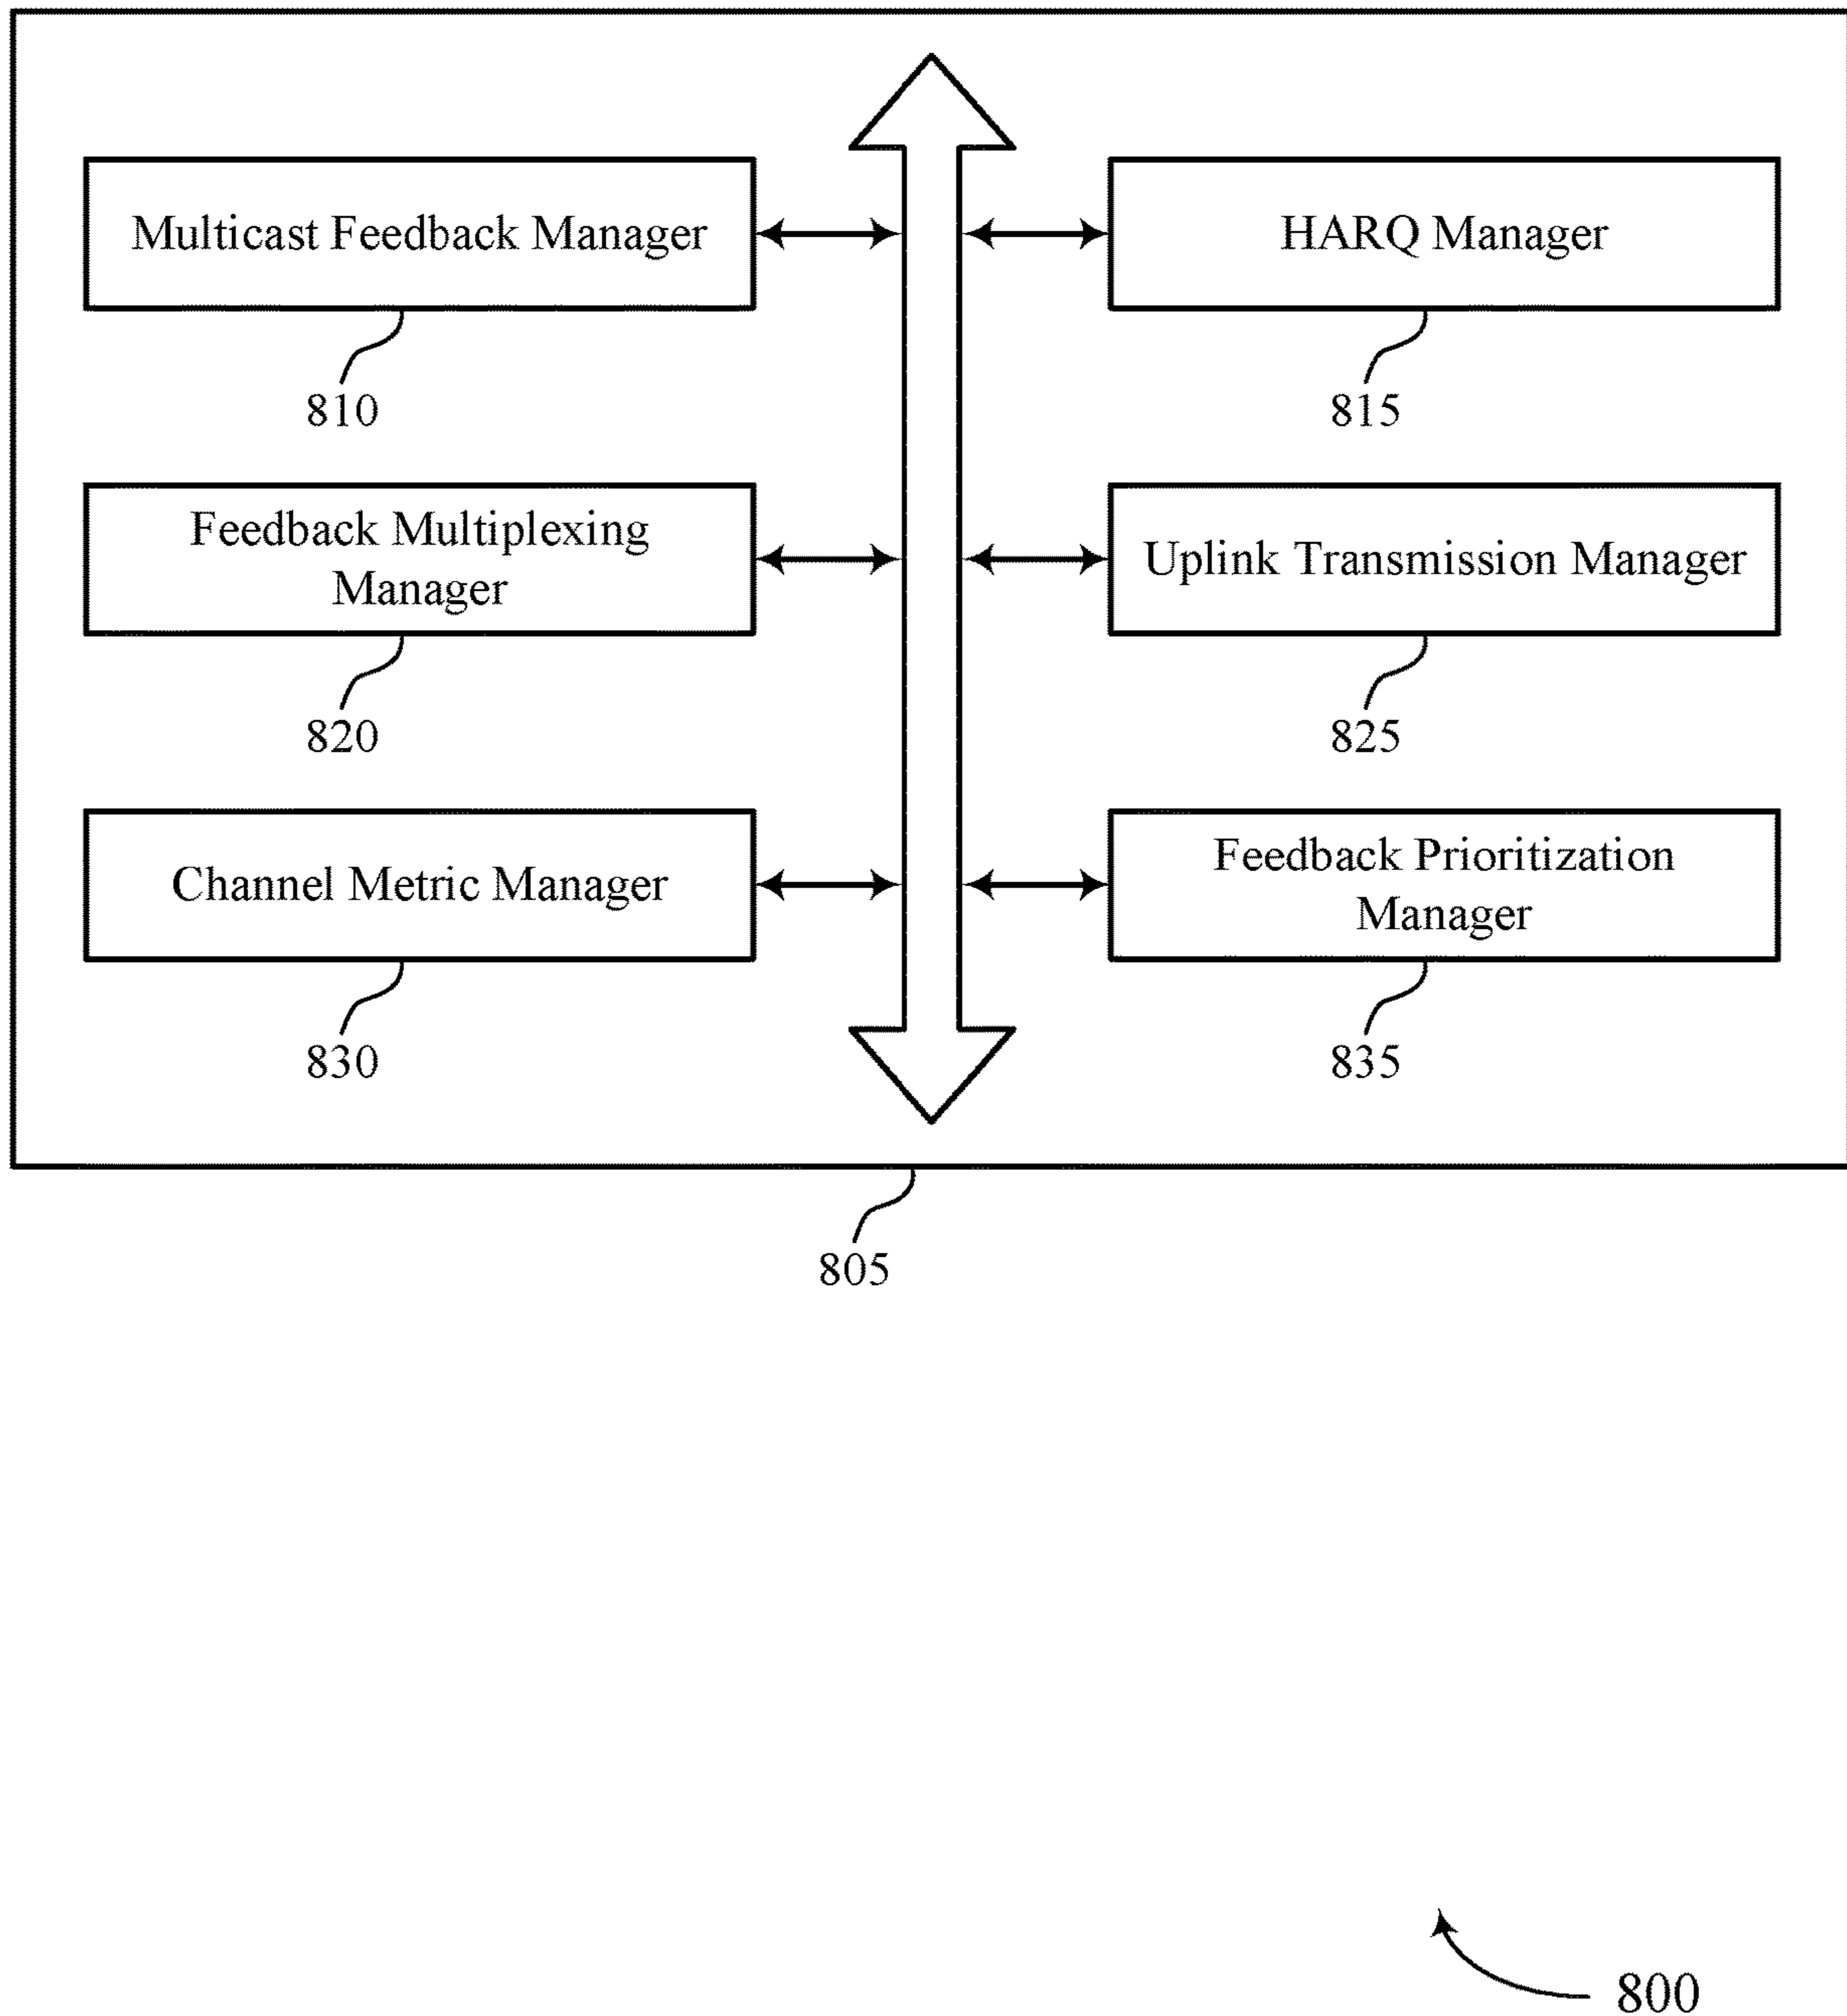 Multicast Feedback Manager
HARQ Manager
810
815
Feedback Multiplexing
Manager
Uplink Transmission Manager
820
825
Channel Metric Manager
Feedback Prioritization
Manager
830
835
805
800